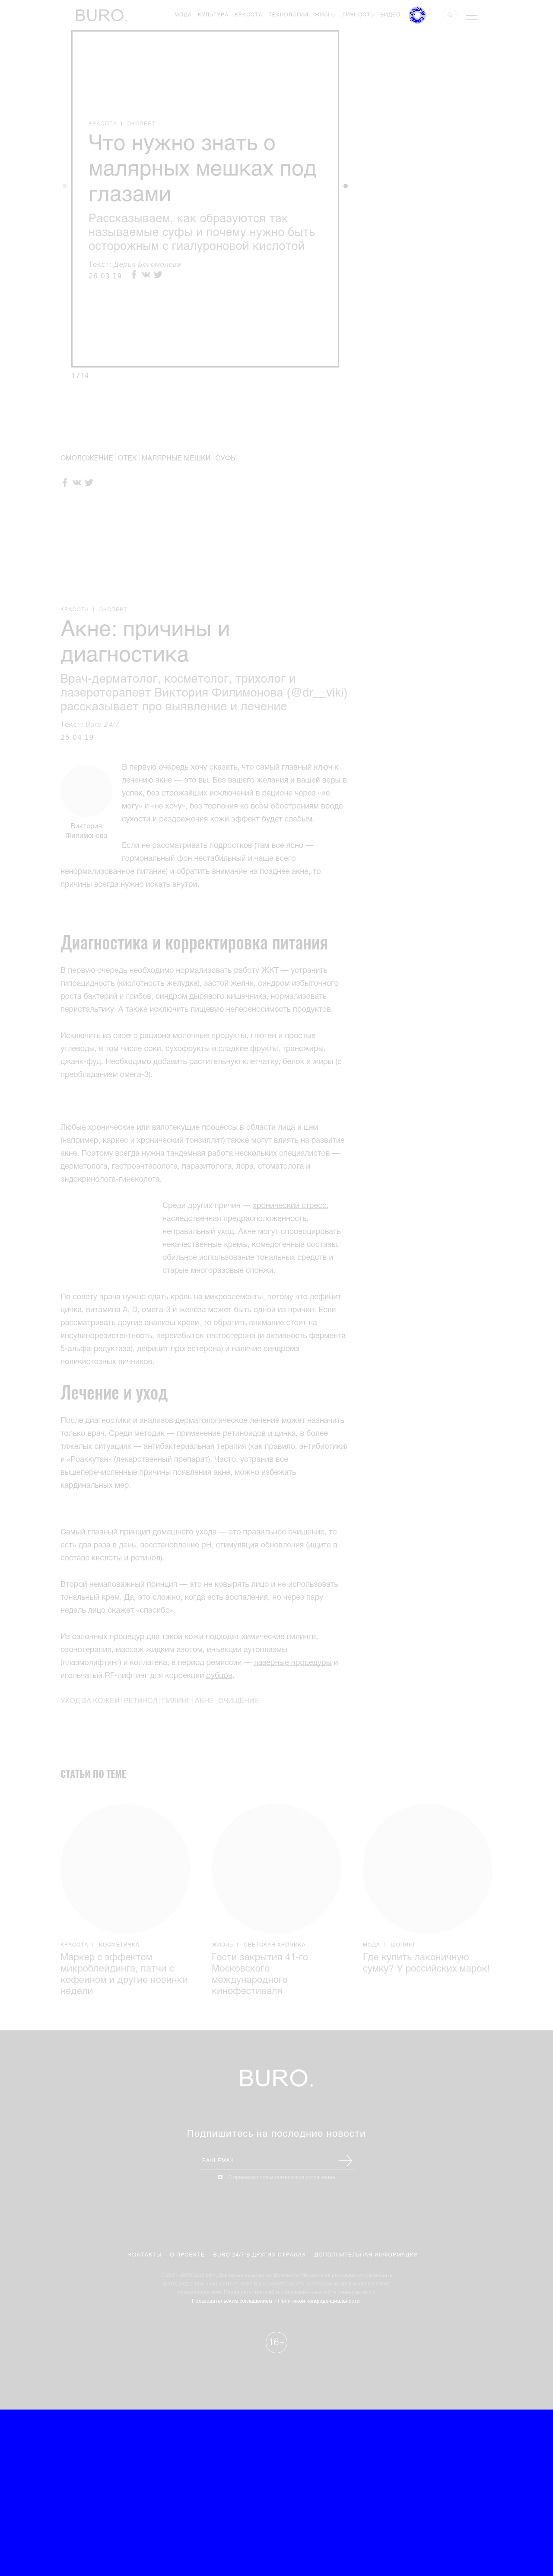 BURO.
МОДА КУЛЬТУРА КРАСОТА ТЕХНОЛОГИИ ЖИЗНЬ ЛИЧНОСТЬ ВИДЕО
КРАСОТА | ЭКСПЕРТ
Что нужно знать о
малярных мешках под
глазами
Рассказываем, как образуются так
называемые суфы и почему нужно быть
осторожным с гиалуроновой кислотой
Текст: Дарья Богомолова
26.03.19
1 / 14
ОМОЛОЖЕНИЕ ОТЕК МАЛЯРНЫЕ МЕШКИ СУФЫ
КРАСОТА | ЭКСПЕРТ
Акне: причины и
диагностика
Врач-дерматолог, косметолог, трихолог и
лазеротерапевт Виктория Филимонова (@dr__viki)
рассказывает про выявление и лечение
Текст: Buro 24/7
25.04.19
В первую очередь хочу сказать, что самый главный ключ к
лечению акне — это вы. Без вашего желания и вашей веры в
успех, без строжайших исключений в рационе через «не
могу» и «не хочу», без терпения ко всем обострениям вроде
сухости и раздражения кожи эффект будет слабым.
Виктория
Филимонова
Если не рассматривать подростков (там все ясно —
гормональный фон нестабильный и чаще всего
ненормализованное питание) и обратить внимание на позднее акне, то
причины всегда нужно искать внутри.
Диагностика и корректировка питания
В первую очередь необходимо нормализовать работу ЖКТ — устранить
гипоацидность (кислотность желудка), застой желчи, синдром избыточного
роста бактерий и грибов, синдром дырявого кишечника, нормализовать
перистальтику. А также исключить пищевую непереносимость продуктов.
Исключить из своего рациона молочные продукты, глютен и простые
углеводы, в том числе соки, сухофрукты и сладкие фрукты, трансжиры,
джанк-фуд. Необходимо добавить растительную клетчатку, белок и жиры (с
преобладанием омега-3).
Любые хронические или вялотекущие процессы в области лица и шеи
(например, кариес и хронический тонзиллит) также могут влиять на развитие
акне. Поэтому всегда нужна тандемная работа нескольких специалистов —
дерматолога, гастроэнтеролога, паразитолога, лора, стоматолога и
эндокринолога-гинеколога.
Среди других причин — хронический стресс,
наследственная предрасположенность,
неправильный уход. Акне могут спровоцировать
некачественные кремы, комедогенные составы,
обильное использование тональных средств и
старые многоразовые спонжи.
По совету врача нужно сдать кровь на микроэлементы, потому что дефицит
цинка, витамина А, D, омега-3 и железа может быть одной из причин. Если
рассматривать другие анализы крови, то обратить внимание стоит на
инсулинорезистентность, переизбыток тестостерона (и активность фермента
5-альфа-редуктаза), дефицит прогестерона) и наличие синдрома
поликистозных яичников.
Лечение и уход
После диагностики и анализов дерматологическое лечение может назначить
только врач. Среди методик — применение ретиноидов и цинка, в более
тяжелых ситуациях — антибактериальная терапия (как правило, антибиотики)
и «Роаккутан» (лекарственный препарат). Часто, устранив все
вышеперечисленные причины появления акне, можно избежать
кардинальных мер.
Самый главный принцип домашнего ухода — это правильное очищение, то
есть два раза в день, восстановление pH, стимуляция обновления (ищите в
составе кислоты и ретинол).
Второй немаловажный принцип — это не ковырять лицо и не использовать
тональный крем. Да, это сложно, когда есть воспаления, но через пару
недель лицо скажет «спасибо».
Из салонных процедур для такой кожи подходят химические пилинги,
озонотерапия, массаж жидким азотом, инъекции аутоплазмы
(плазмолифтинг) и коллагена, в период ремиссии — лазерные процедуры и
игольчатый RF-лифтинг для коррекции рубцов.
УХОД ЗА КОЖЕЙ РЕТИНОЛ ПИЛИНГ АКНЕ ОЧИЩЕНИЕ
СТАТЬИ ПО ТЕМЕ
КРАСОТА | КОСМЕТИЧКА
Маркер с эффектом
микроблейдинга, патчи с
кофеином и другие новинки
недели
ЖИЗНЬ | СВЕТСКАЯ ХРОНИКА
Гости закрытия 41-го
Московского
международного
кинофестиваля
МОДА | ШОПИНГ
Где купить лаконичную
сумку? У российских марок!
BURO.
Подпишитесь на последние новости
ВАШ EMAIL
КОНТАКТЫ О ПРОЕКТЕ BURO 24/7 В ДРУГИХ СТРАНАХ ДОПОЛНИТЕЛЬНАЯ ИНФОРМАЦИЯ
Пользовательское соглашение Политикой конфиденциальности
16+